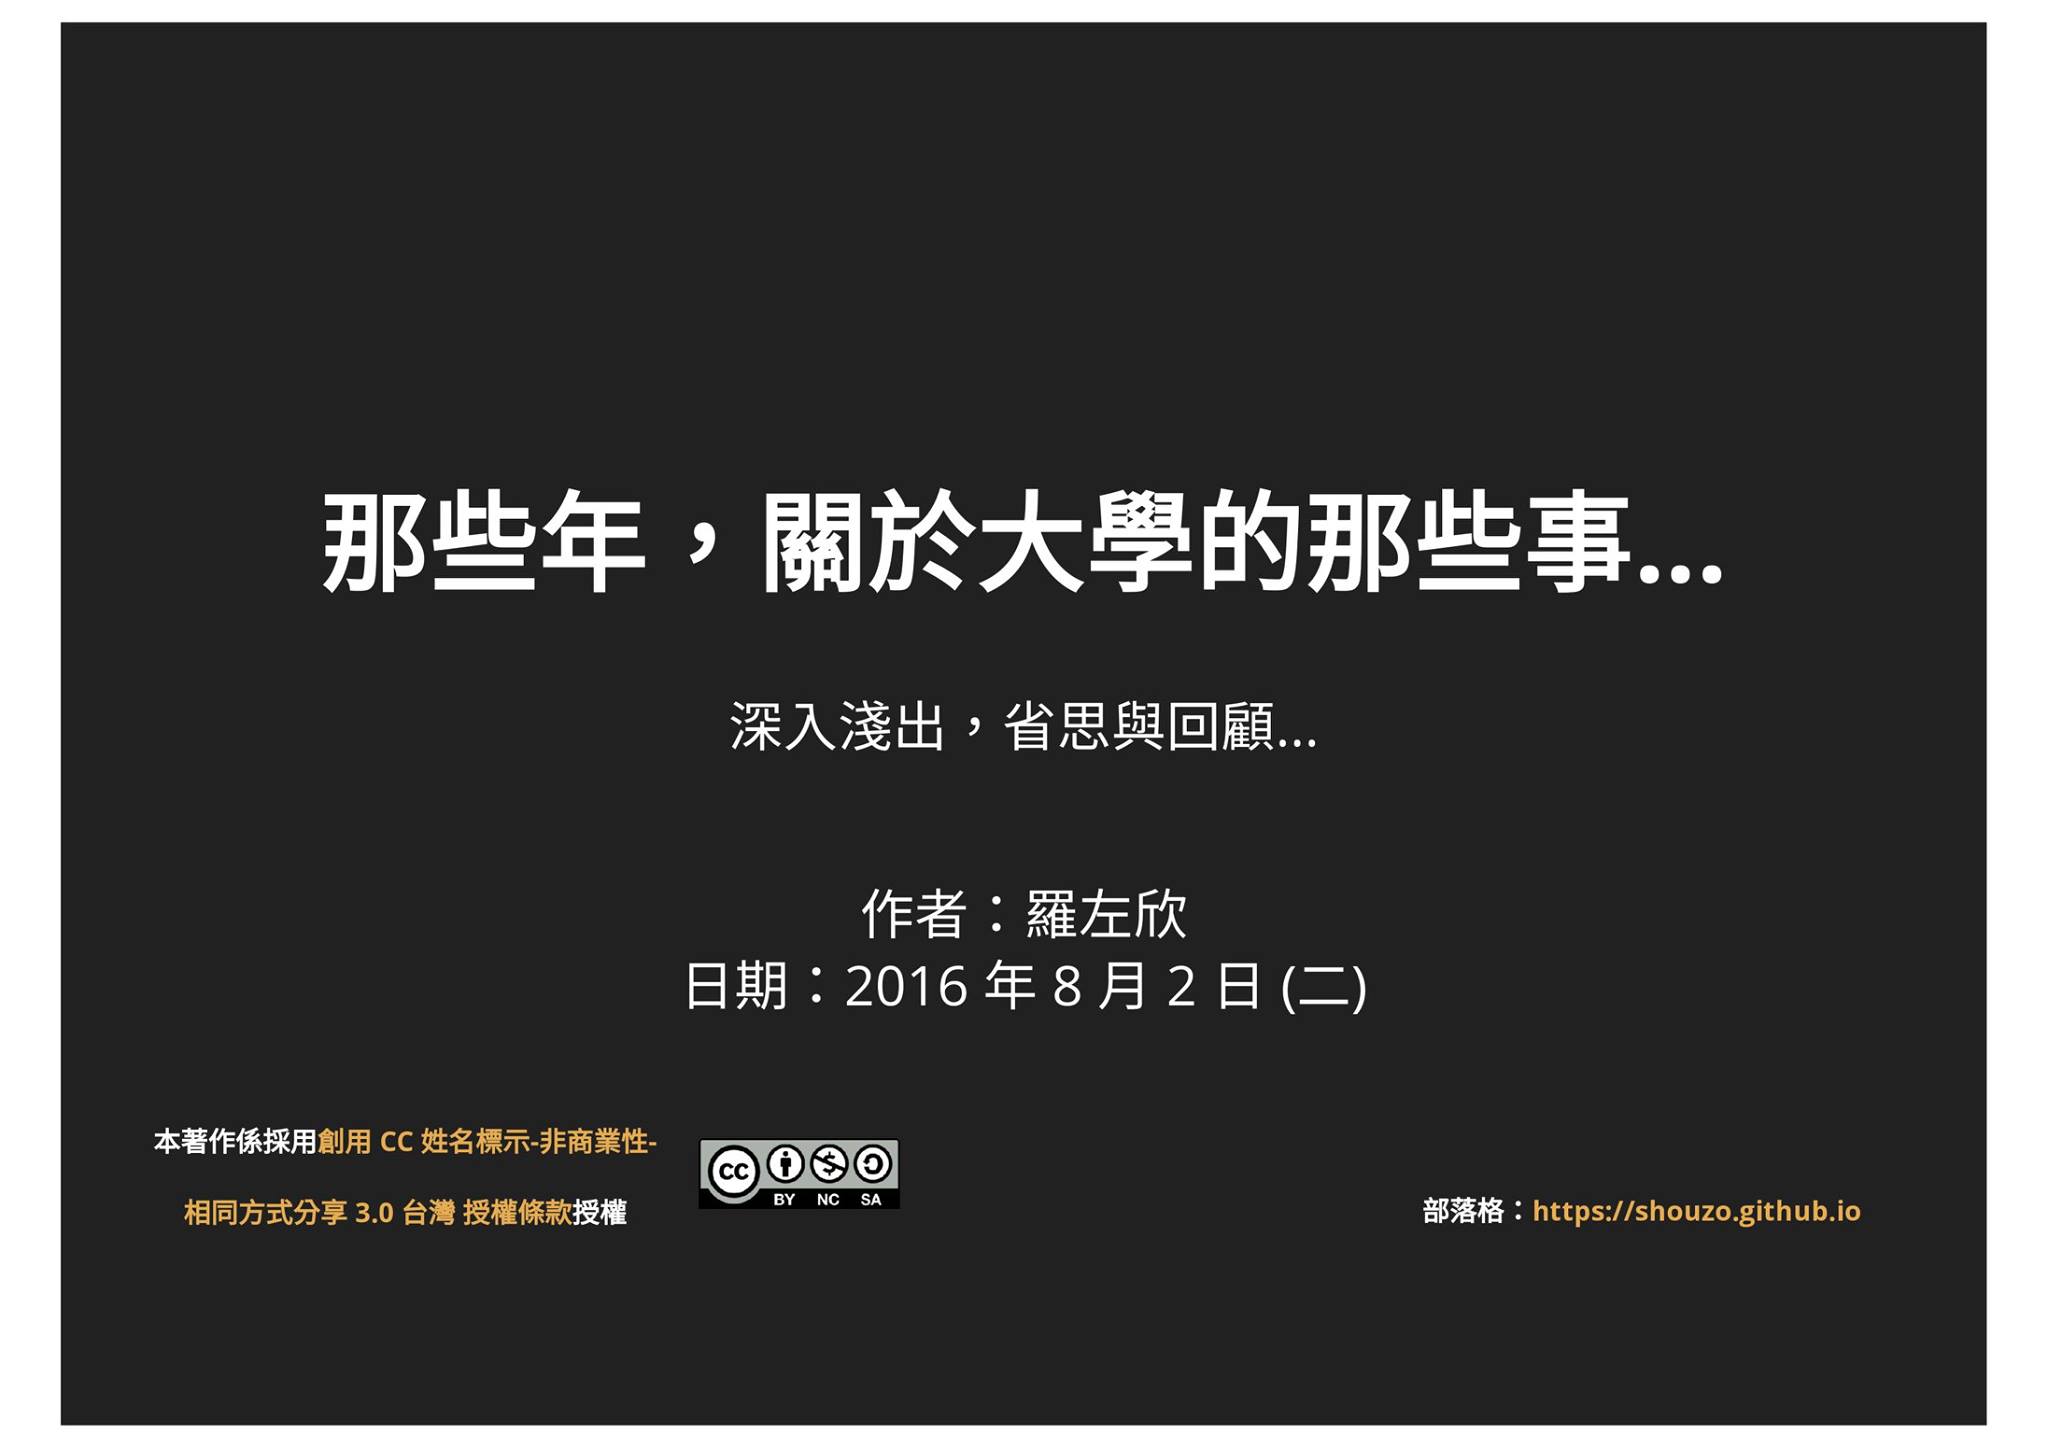 那些年，關於大學的那些事...
深入淺出，省思與回顧...
作者：羅左欣
日期：2016 年 8 月 2 日 (二)
本著作係採用創用 CC 姓名標示-非商業性-
相同方式分享 3.0 台灣 授權條款授權
cc
BY NC SA
部落格：https://shouzo.github.io